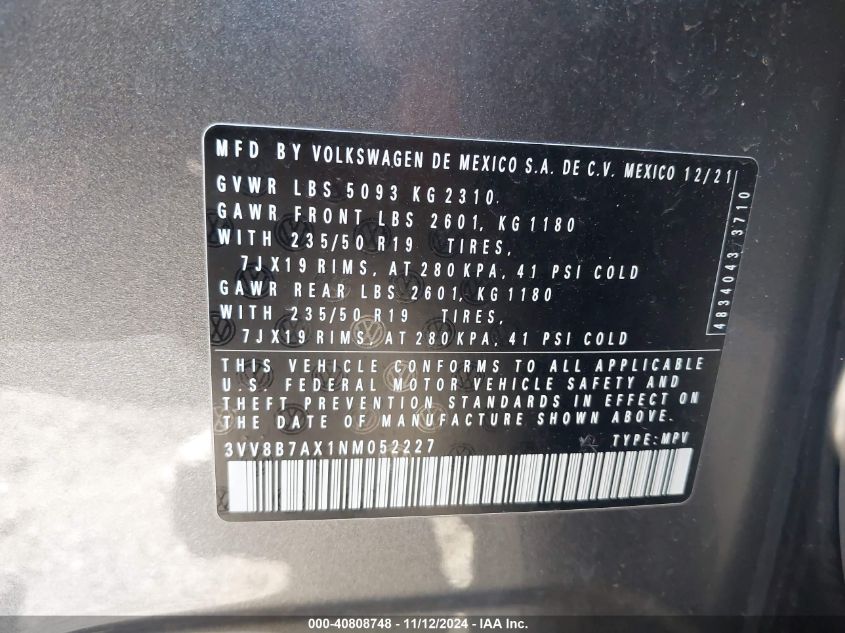 MFD BY VOLKSWAGEN DE MEXICO S.A. DE C.V. MEXICO 12/21
GVWR LBS 5093 KG 2310
GAWR FRONT LBS 2601, KG 1180
WITH 235/50 R19 TIRES,
7JX19 RIMS, AT 280 KPA, 41 PSI COLD
GAWR REAR LBS 2601, KG 1180
WITH 235/50 R19 TIRES,
7JX19 RIMS, AT 280 KPA, 41 PSI COLD
4834043 3710
THIS VEHICLE CONFORMS TO ALL APPLICABLE
U.S. FEDERAL MOTOR VEHICLE SAFETY AND
THEFT PREVENTION STANDARDS IN EFFECT ON
THE DATE OF MANUFACTURE SHOWN ABOVE.
3VV8B7AX1NM052227 TYPE: MPV
000-40808748 - 11/12/2024 - IAA Inc.